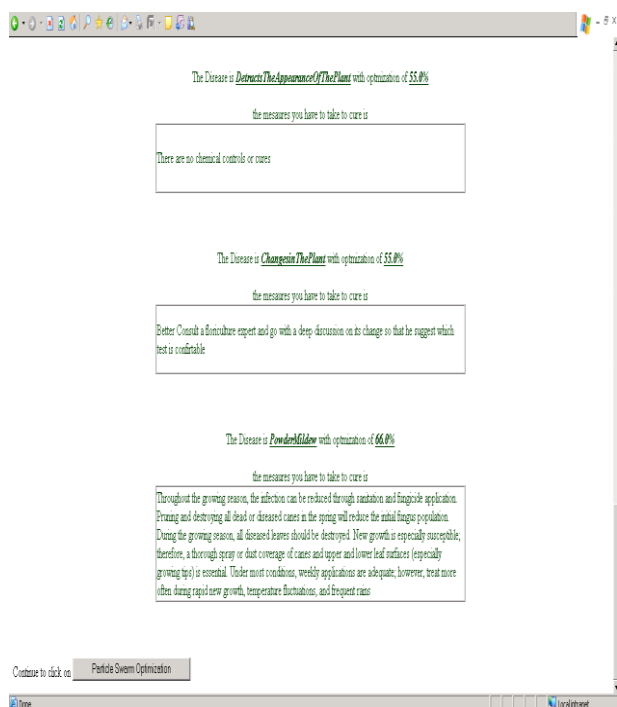 The Disease is DetractsTheAppearanceOfThePlant with optmization of 55.0%
the mesaures you have to take to cure is
There are no chemical controls or cures
The Disease is ChangesinThePlant with optmization of 55.0%
the mesaures you have to take to cure is
Better Consult a floriculture expert and go with a deep discussion on its change so that he suggest which
test is confirtable
The Disease is PowderMildew with optmization of 66.0%
the mesaures you have to take to cure is
Throughout the growing season, the infection can be reduced through sanitation and fungicide application.
Pruning and destroying all dead or diseased canes in the spring will reduce the initial fungus population.
During the growing season, all diseased leaves should be destroyed. New growth is especially susceptible;
therefore, a thorough spray or dust coverage of canes and upper and lower leaf surfaces (especially
growing tips) is essential. Under most conditions, weekly applications are adequate; however, treat more
often during rapid new growth, temperature fluctuations, and frequent rains
Continue to click on Particle Swarm Optimization
Done Local intranet